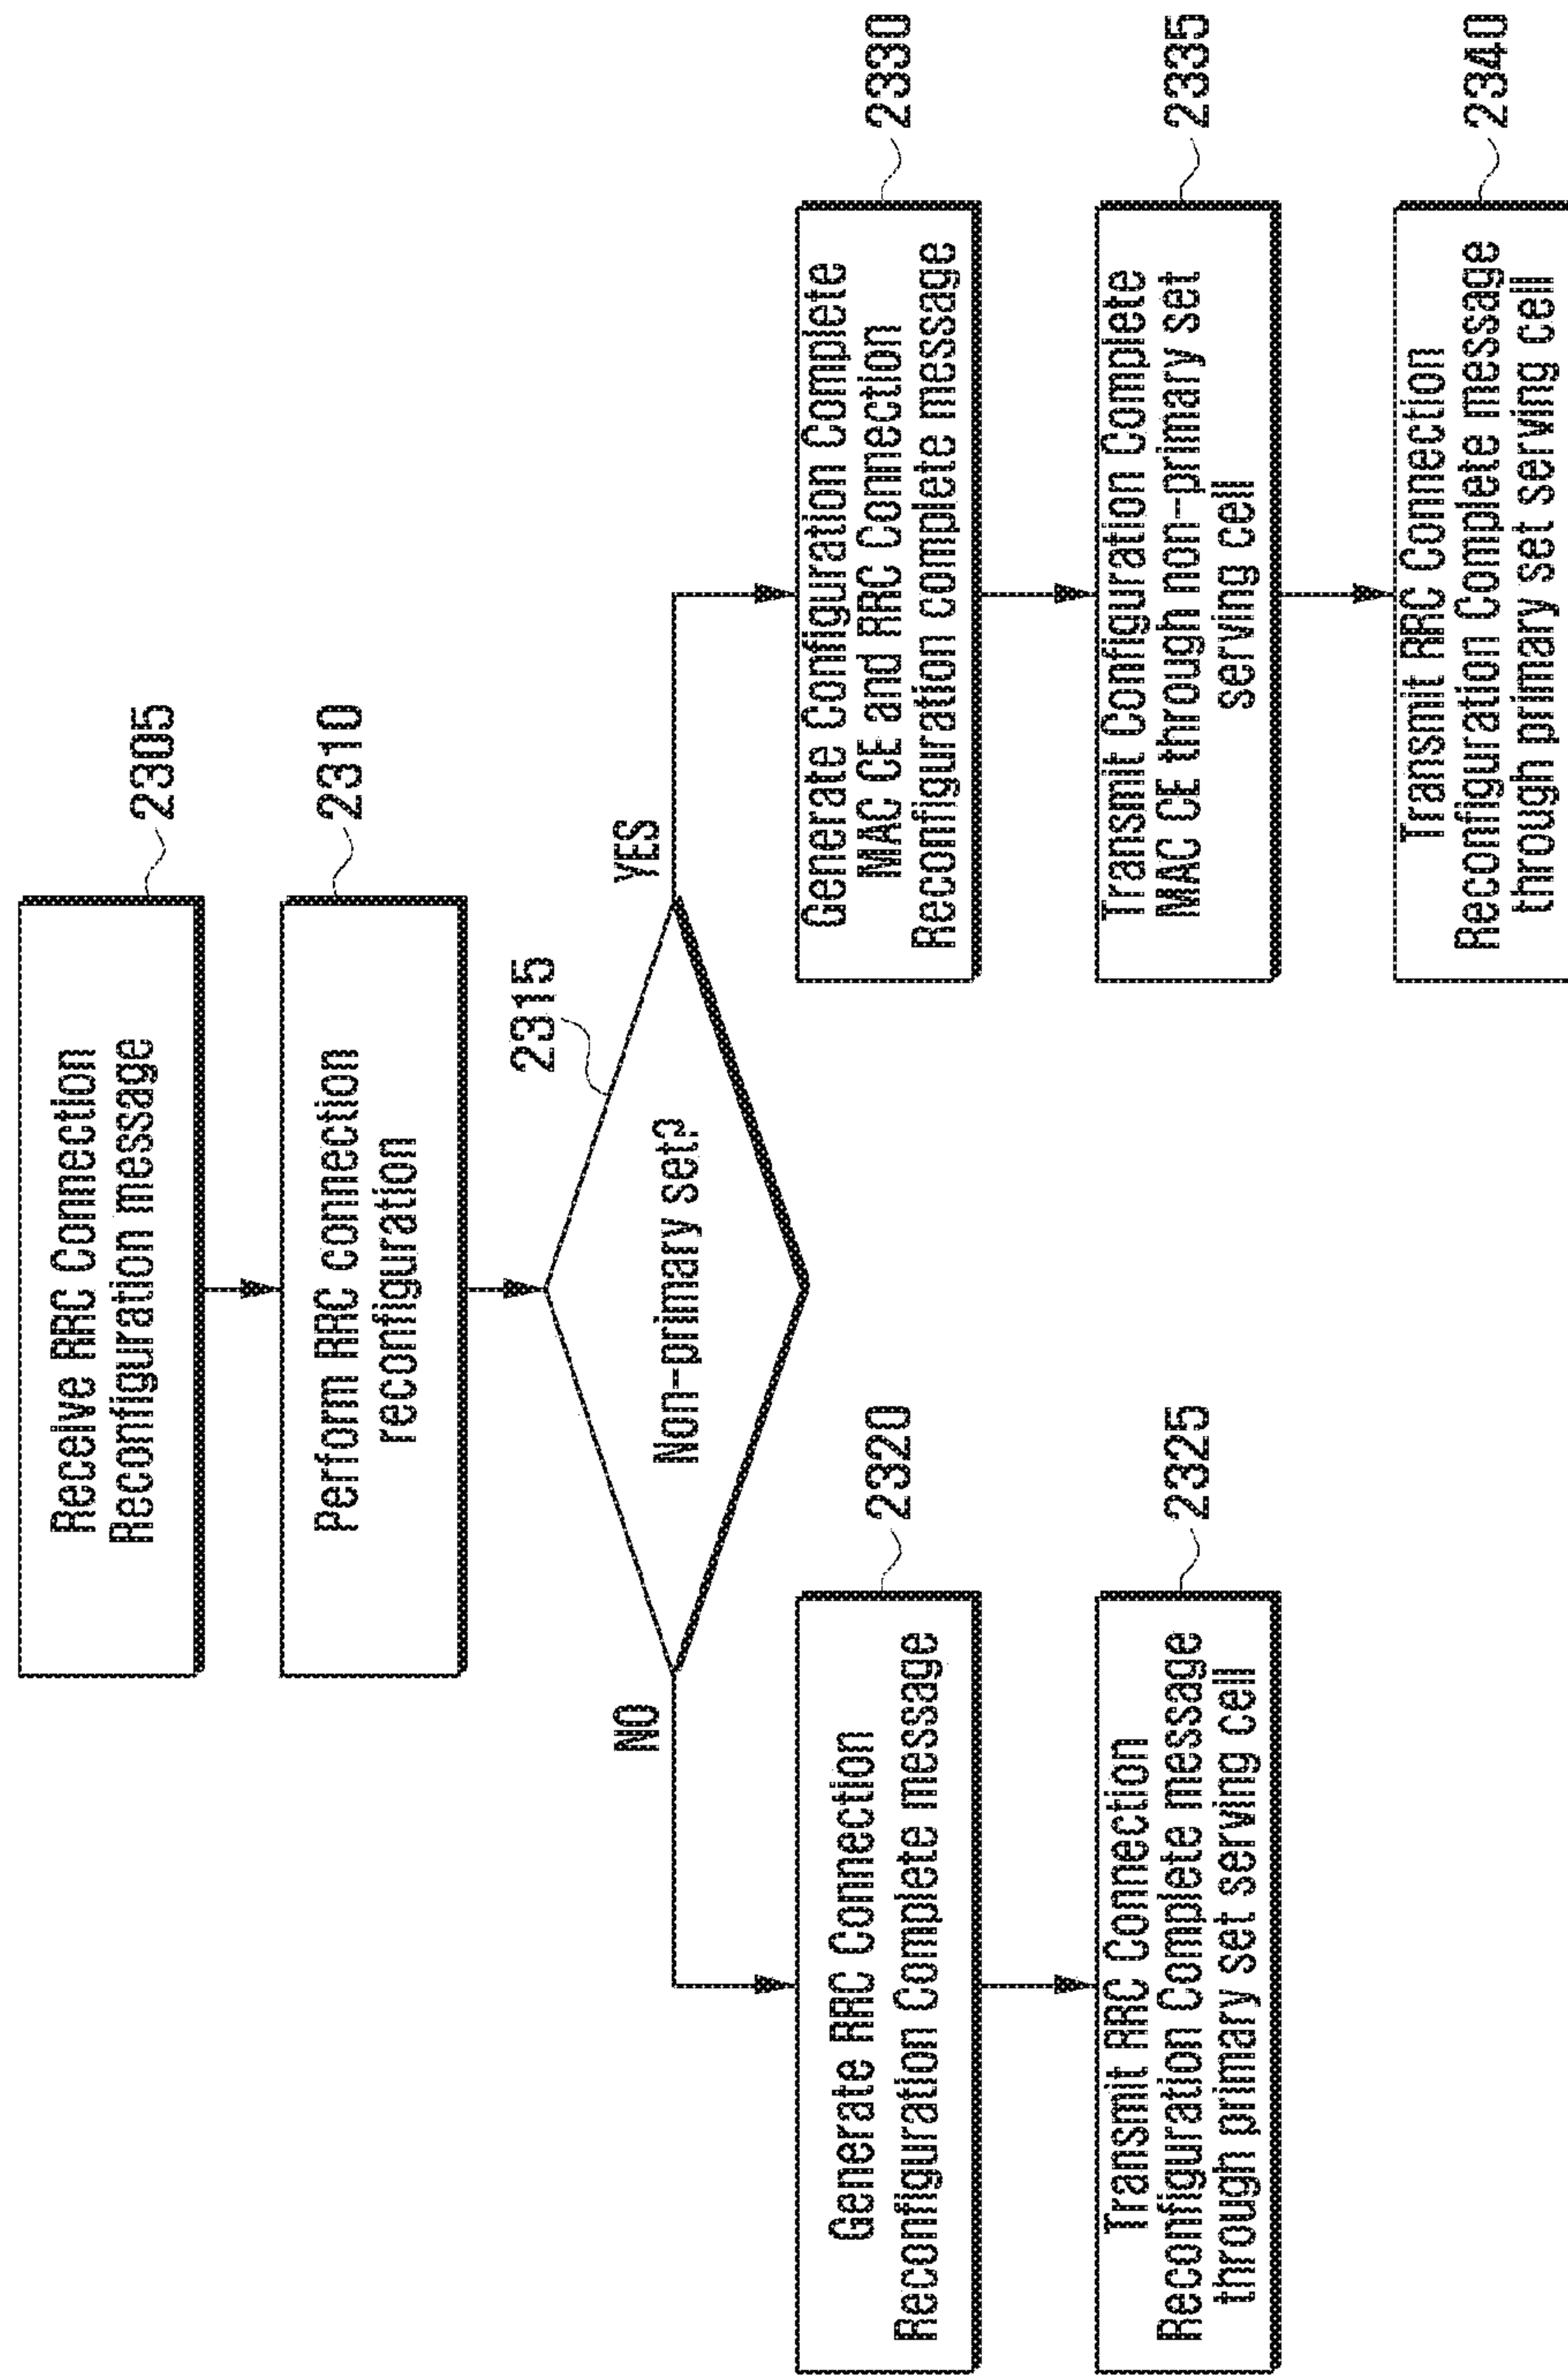 Receive RRC Connection
Reconfiguration message
2305
Perform RRC connection
reconfiguration
2310
2315
Non-primary set?
NO
YES
Generate RRC Connection
Reconfiguration Complete message
2320
Transmit RRC Connection
Reconfiguration Complete message
through primary set serving cell
2325
Generate Configuration Complete
MAC CE and RRC Connection
Reconfiguration complete message
2330
Transmit Configuration Complete
MAC CE through non-primary set
serving cell
2335
Transmit RRC Connection
Reconfiguration Complete message
through primary set serving cell
2340